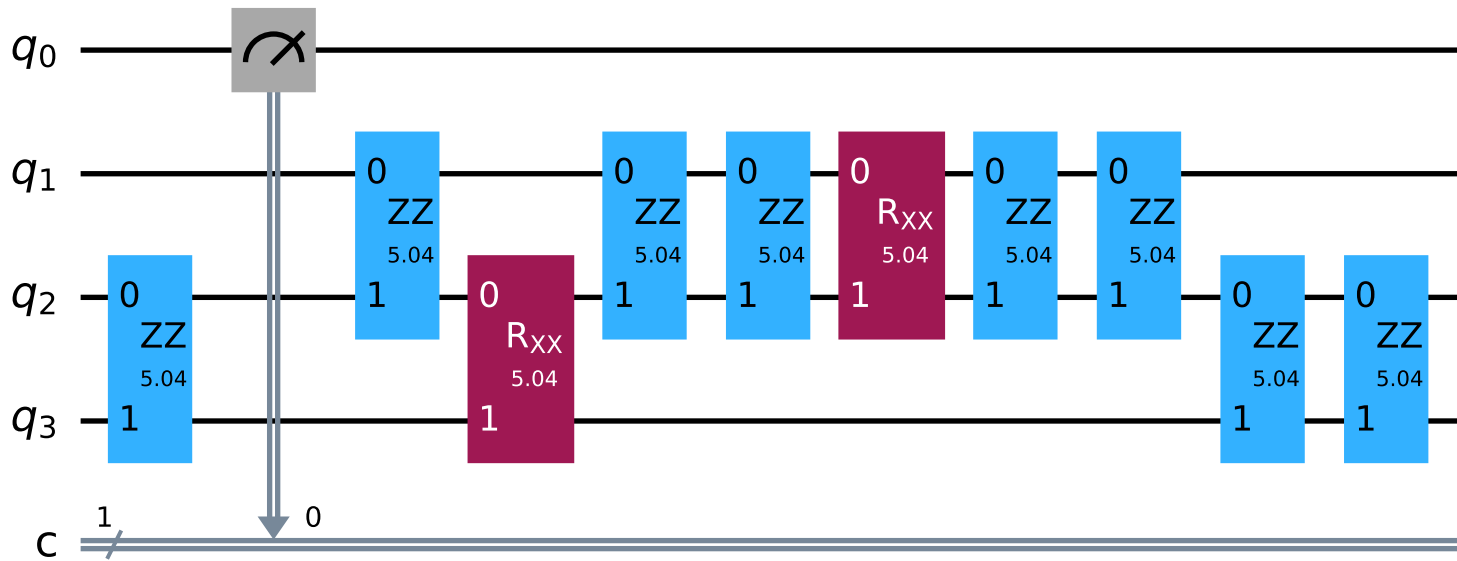 q0
0 0 0 0 0 0
q1
ZZ ZZ ZZ RXX ZZ ZZ
5.04 5.04 5.04 5.04 5.04 5.04
q2
0 1 0 1 1 1 1 1 0 0
ZZ RXX ZZ ZZ
5.04 5.04 5.04 5.04
q3
1 1 1 1
1 0
c